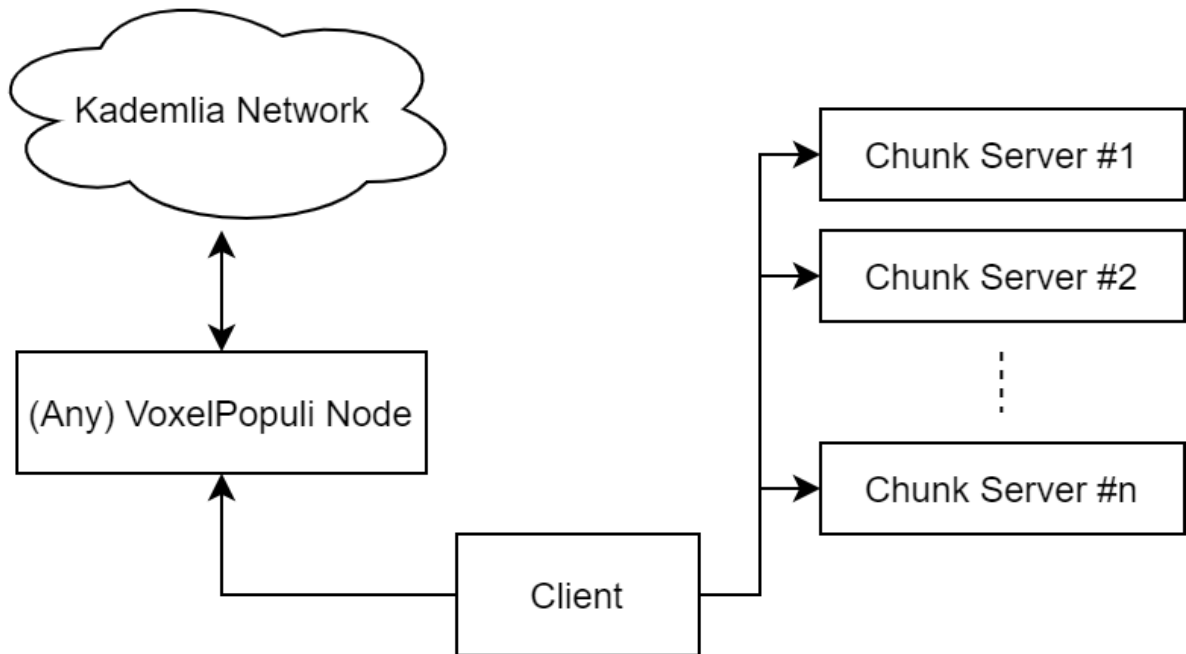 Kademlia Network
Chunk Server #1
Chunk Server #2
(Any) VoxelPopuli Node
Chunk Server #n
Client